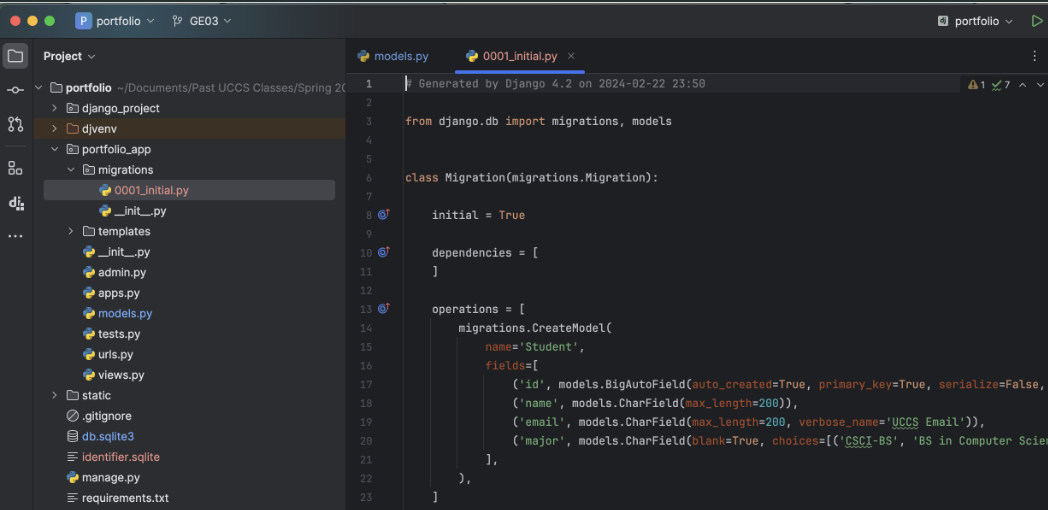 P portfolio GE03 portfolio
Project
models.py 0001_initial.py
portfolio ~/Documents/Past UCCS Classes/Spring 20
django_project
djvenv
portfolio_app
migrations
0001_initial.py
__init__.py
templates
__init__.py
admin.py
apps.py
models.py
tests.py
urls.py
views.py
static
.gitignore
db.sqlite3
identifier.sqlite
manage.py
requirements.txt
1 # Generated by Django 4.2 on 2024-02-22 23:50 1 7
2
3 from django.db import migrations, models
4
5
6 class Migration(migrations.Migration):
7
8 initial = True
9
10 dependencies = [
11 ]
12
13 operations = [
14 migrations.CreateModel(
15 name='Student',
16 fields=[
17 ('id', models.BigAutoField(auto_created=True, primary_key=True, serialize=False,
18 ('name', models.CharField(max_length=200)),
19 ('email', models.CharField(max_length=200, verbose_name='UCCS Email')),
20 ('major', models.CharField(blank=True, choices=[('CSCI-BS', 'BS in Computer Scien
21 ],
22 ),
23 ]